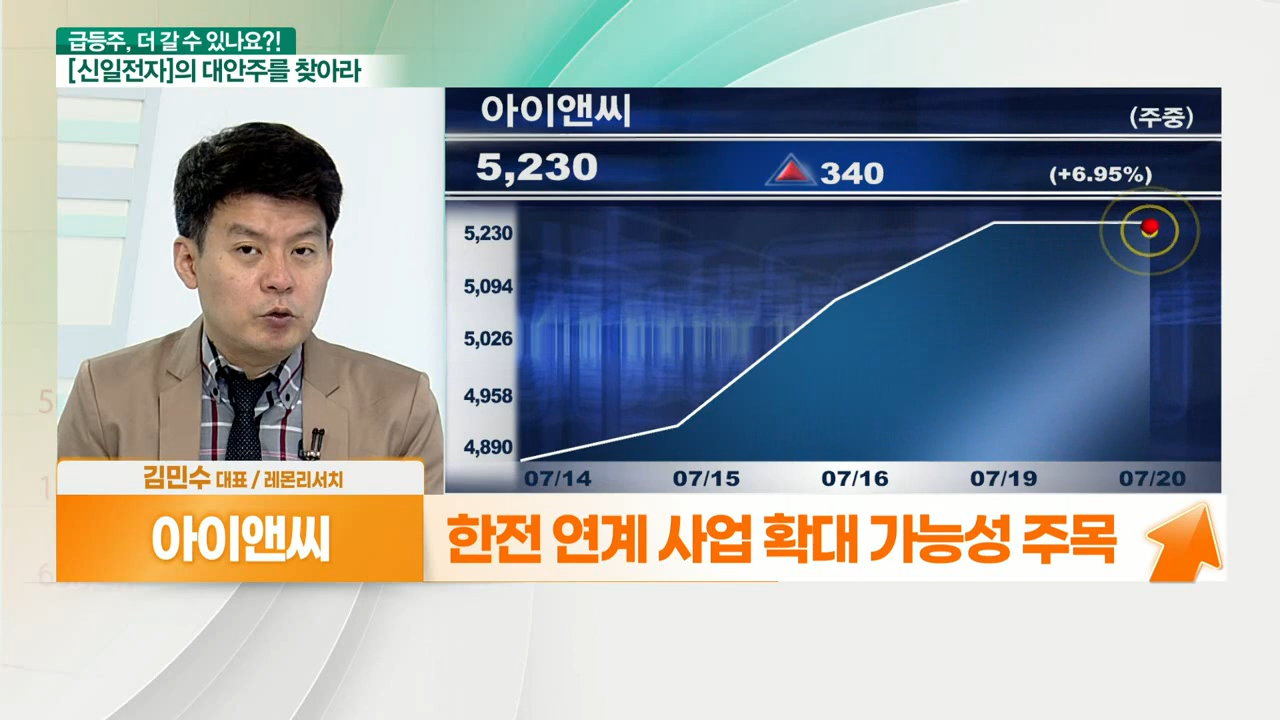 급등주, 더 갈 수 있나요?!
[신일전자]의 대안주를 찾아라
아이앤씨
(주중)
5,230
340
(+6.95%)
5,230
5,094
5,026
4,958
4,890
07/14
07/15
07/16
07/19
07/20
김민수 대표 / 레몬리서치
아이앤씨
한전 연계 사업 확대 가능성 주목